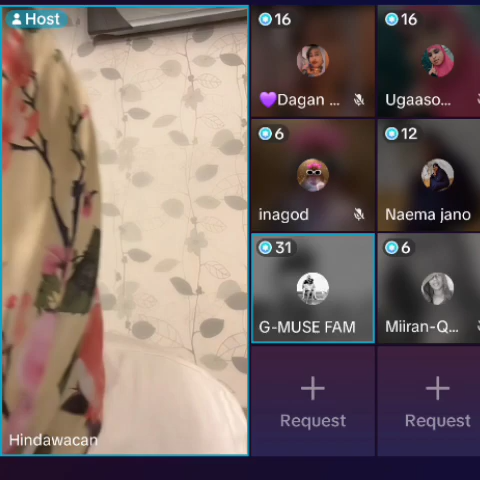 Host
Hindawacan
16
💜Dagan ...
16
Ugaaso...
6
inagod
12
Naema jano
31
G-MUSE FAM
6
Miiran-Q...
Request
Request